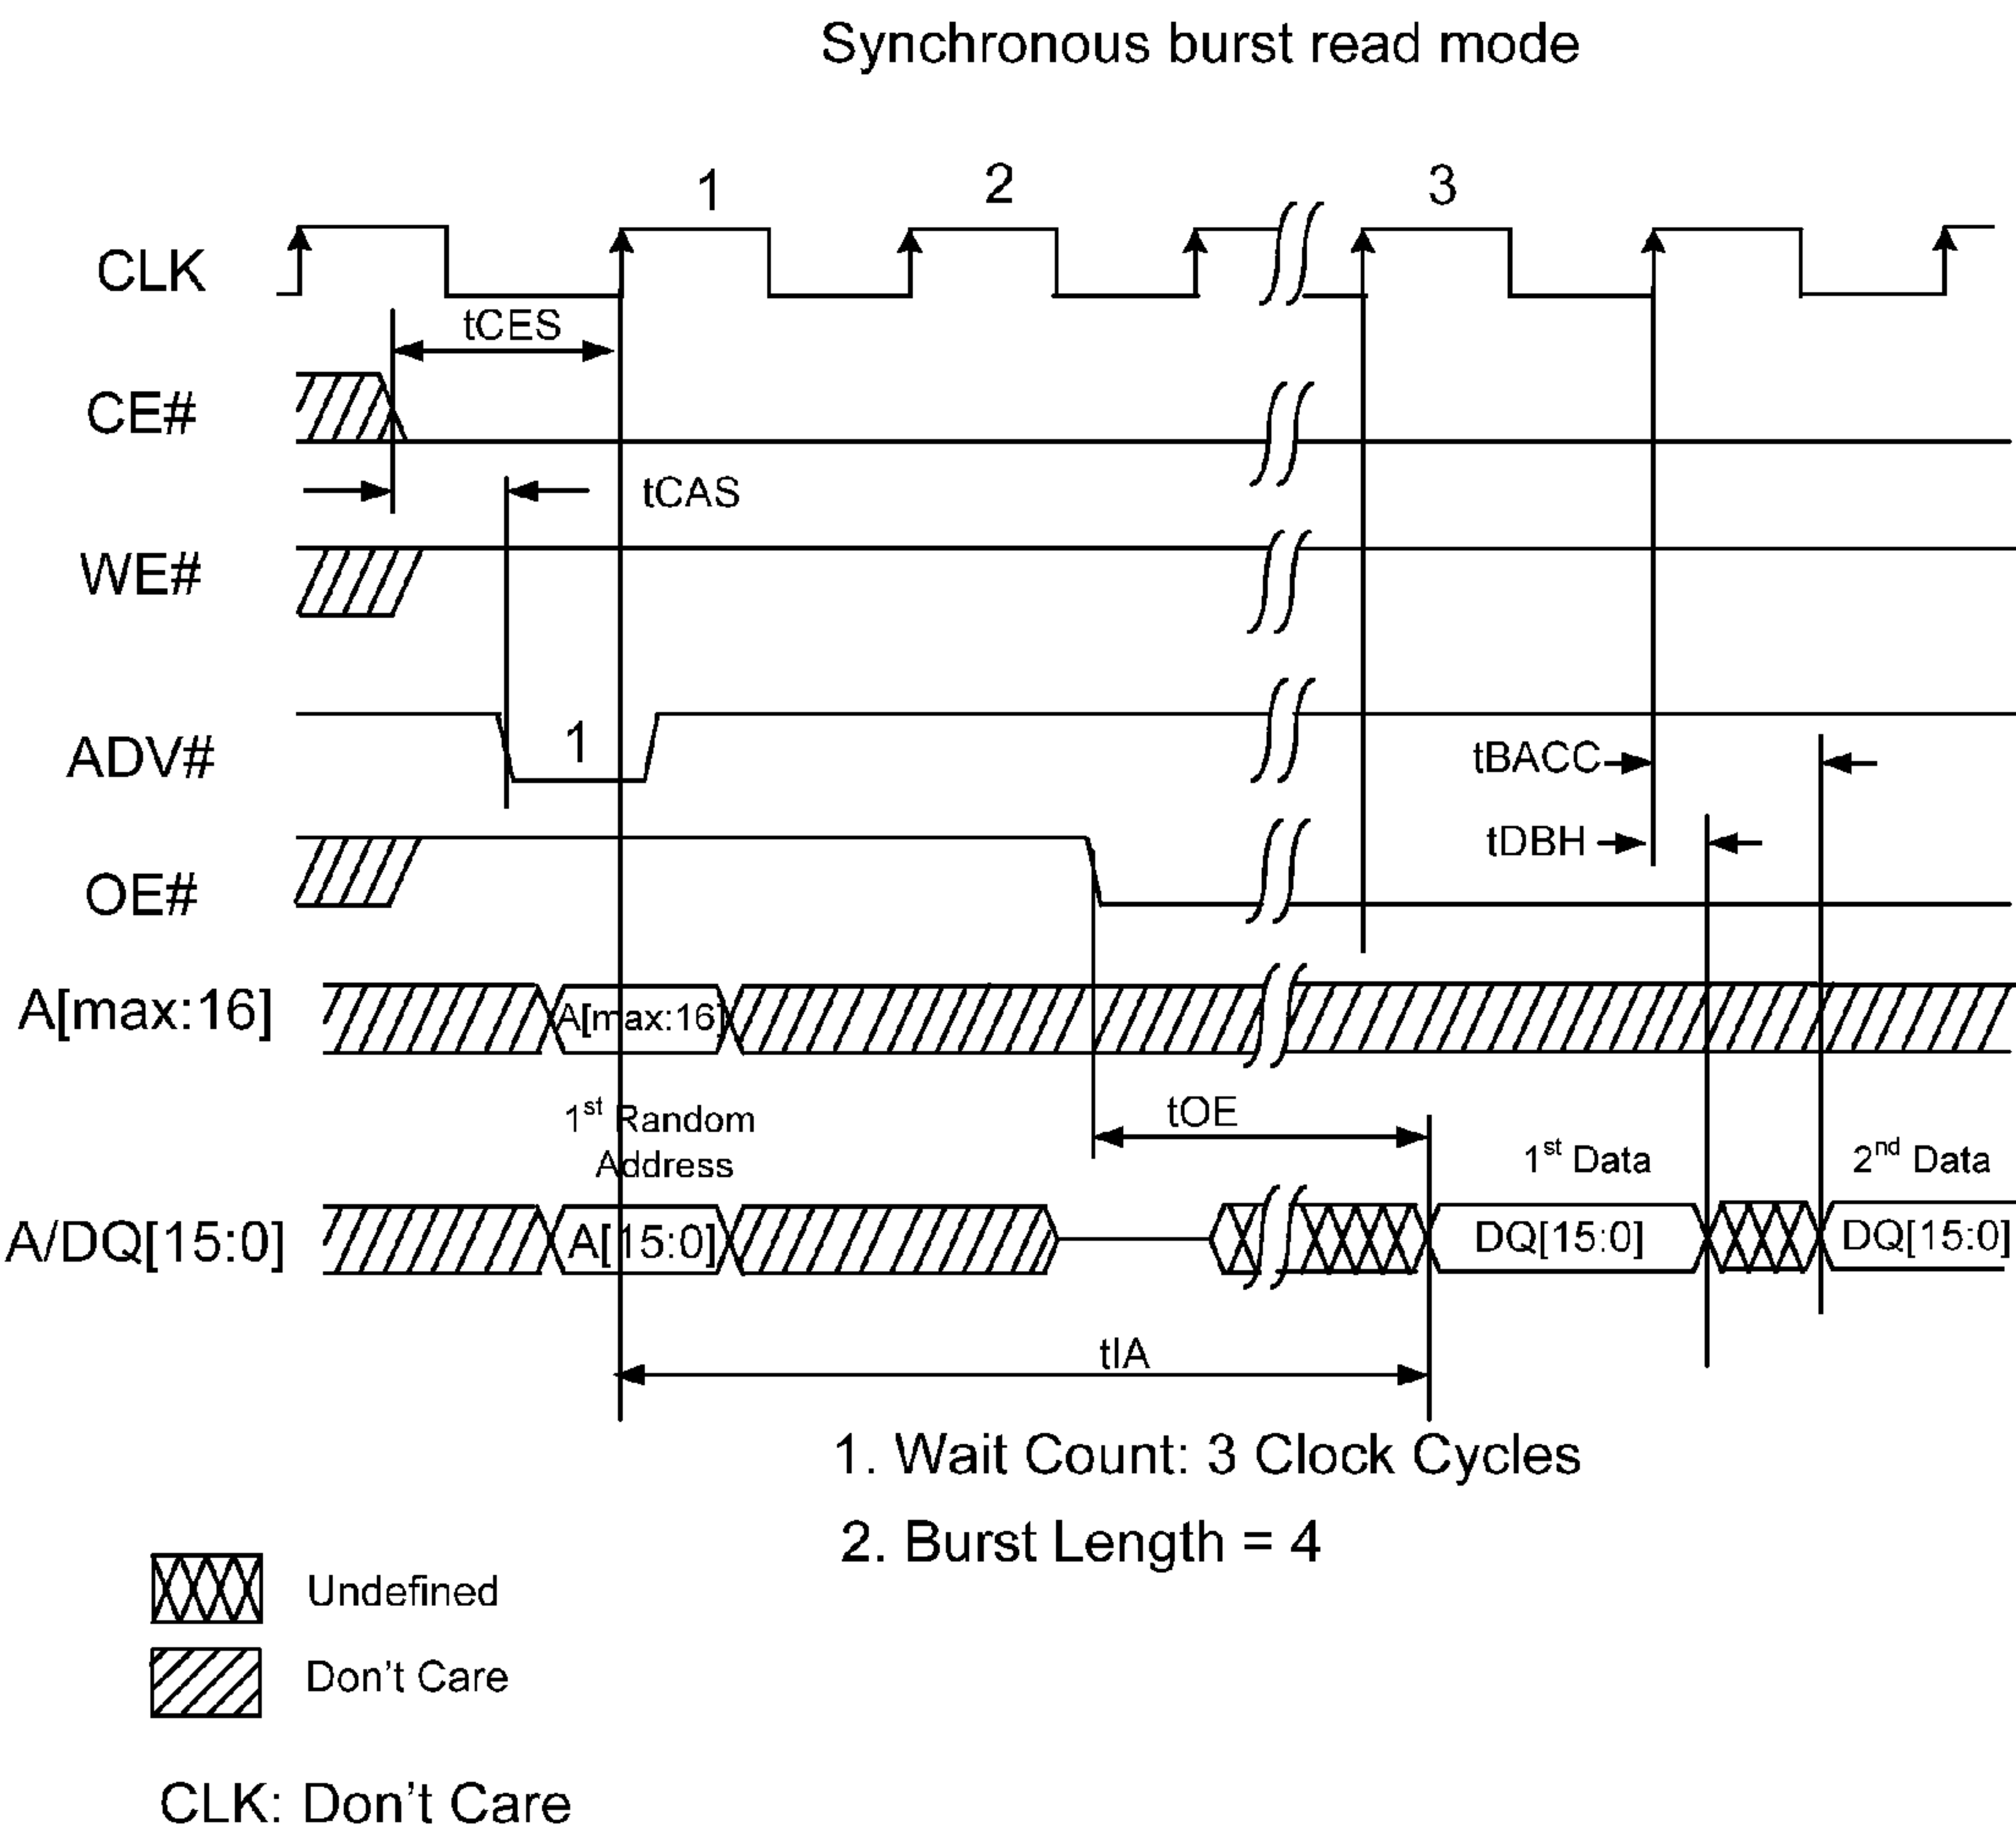 Synchronous burst read mode
1 2 3
CLK
tCES
CE#
tCAS
WE#
ADV# 1
tBACC
tDBH
OE#
A[max:16] A[max:16]
1st Random
Address
tOE
1st Data 2nd Data
A/DQ[15:0] A[15:0] DQ[15:0] DQ[15:0]
tIA
1. Wait Count: 3 Clock Cycles
2. Burst Length = 4
Undefined
Don't Care
CLK: Don't Care